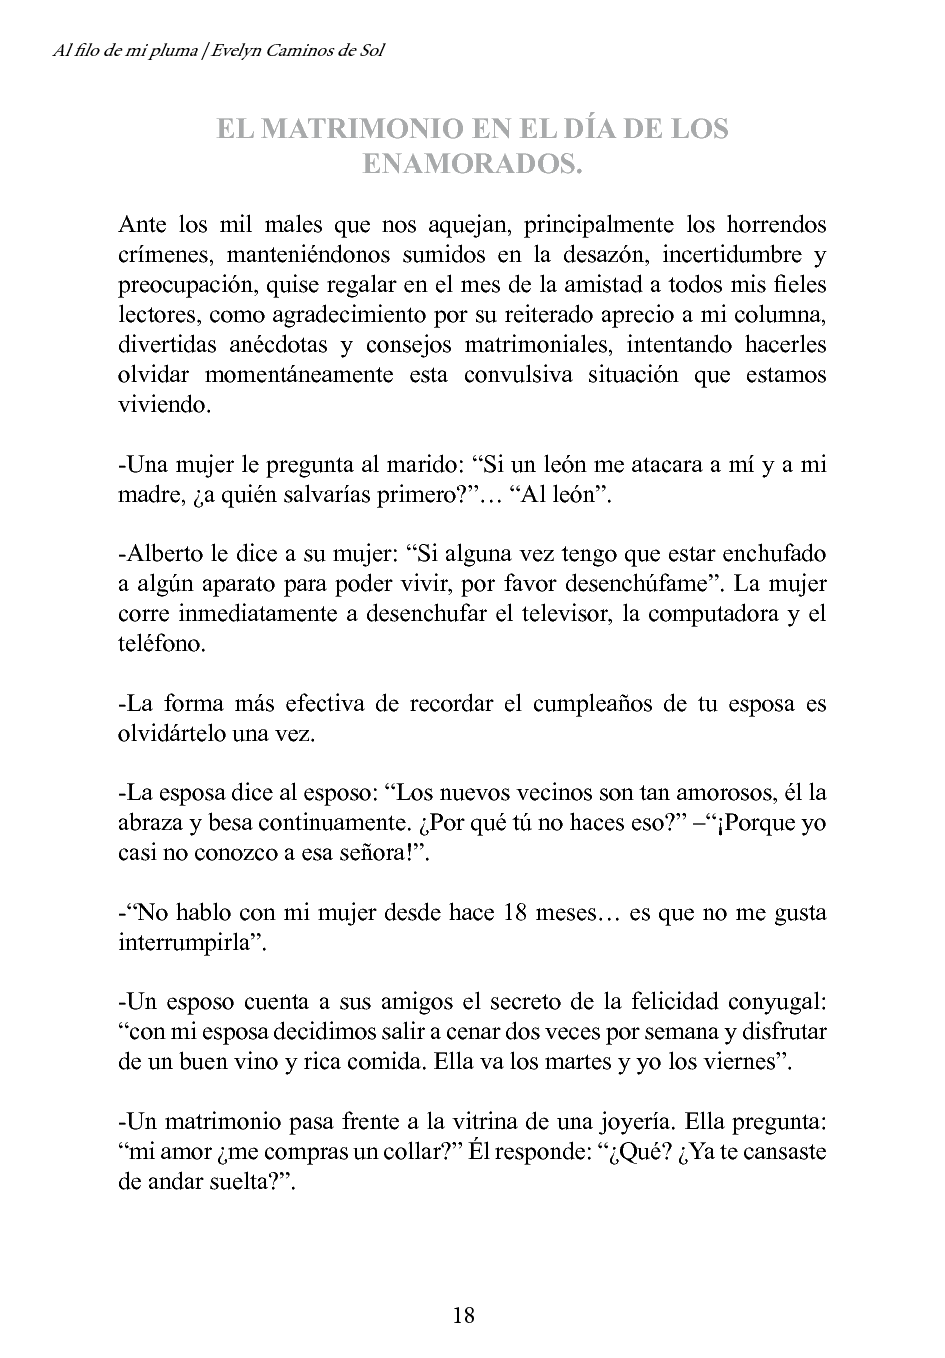 Al filo de mi pluma | Evelyn Caminos de Sol
EL MATRIMONIO EN EL DÍA DE LOS
ENAMORADOS.
Ante los mil males que nos aquejan, principalmente los horrendos
crímenes, manteniéndonos sumidos en la desazón, incertidumbre y
preocupación, quise regalar en el mes de la amistad a todos mis fieles
lectores, como agradecimiento por su reiterado aprecio a mi columna,
divertidas anécdotas y consejos matrimoniales, intentando hacerles
olvidar momentáneamente esta convulsiva situación que estamos
viviendo.
-Una mujer le pregunta al marido: “Si un león me atacara a mí y a mi
madre, ¿a quién salvarías primero?”… “Al león”.
-Alberto le dice a su mujer: “Si alguna vez tengo que estar enchufado
a algún aparato para poder vivir, por favor desenchúfame”. La mujer
corre inmediatamente a desenchufar el televisor, la computadora y el
teléfono.
-La forma más efectiva de recordar el cumpleaños de tu esposa es
olvidártelo una vez.
-La esposa dice al esposo: “Los nuevos vecinos son tan amorosos, él la
abraza y besa continuamente. ¿Por qué tú no haces eso?” –“¡Porque yo
casi no conozco a esa señora!”.
-“No hablo con mi mujer desde hace 18 meses… es que no me gusta
interrumpirla”.
-Un esposo cuenta a sus amigos el secreto de la felicidad conyugal:
“con mi esposa decidimos salir a cenar dos veces por semana y disfrutar
de un buen vino y rica comida. Ella va los martes y yo los viernes”.
-Un matrimonio pasa frente a la vitrina de una joyería. Ella pregunta:
“mi amor ¿me compras un collar?” Él responde: “¿Qué? ¿Ya te cansaste
de andar suelta?”.
18